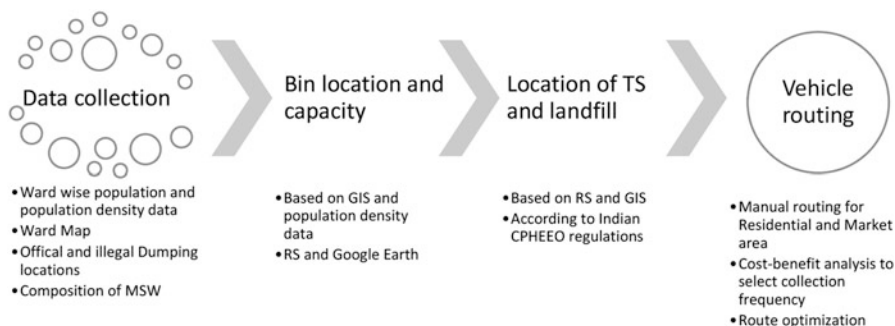 Data collection
•Ward wise population and
population density data
•Ward Map
•Offical and illegal Dumping
locations
•Composition of MSW
Bin location and
capacity
•Based on GIS and
population density
data
•RS and Google Earth
Location of TS
and landfill
•Based on RS and GIS
•According to Indian
CPHEEO regulations
Vehicle
routing
•Manual routing for
Residential and Market
area
•Cost-benefit analysis to
select collection
frequency
•Route optimization